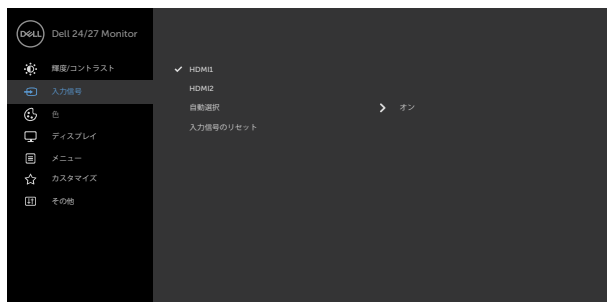 DELL Dell 24/27 Monitor
輝度/コントラスト
入力信号
色
ディスプレイ
メニュー
カスタマイズ
その他
HDMI1
HDMI2
自動選択 オン
入力信号のリセット